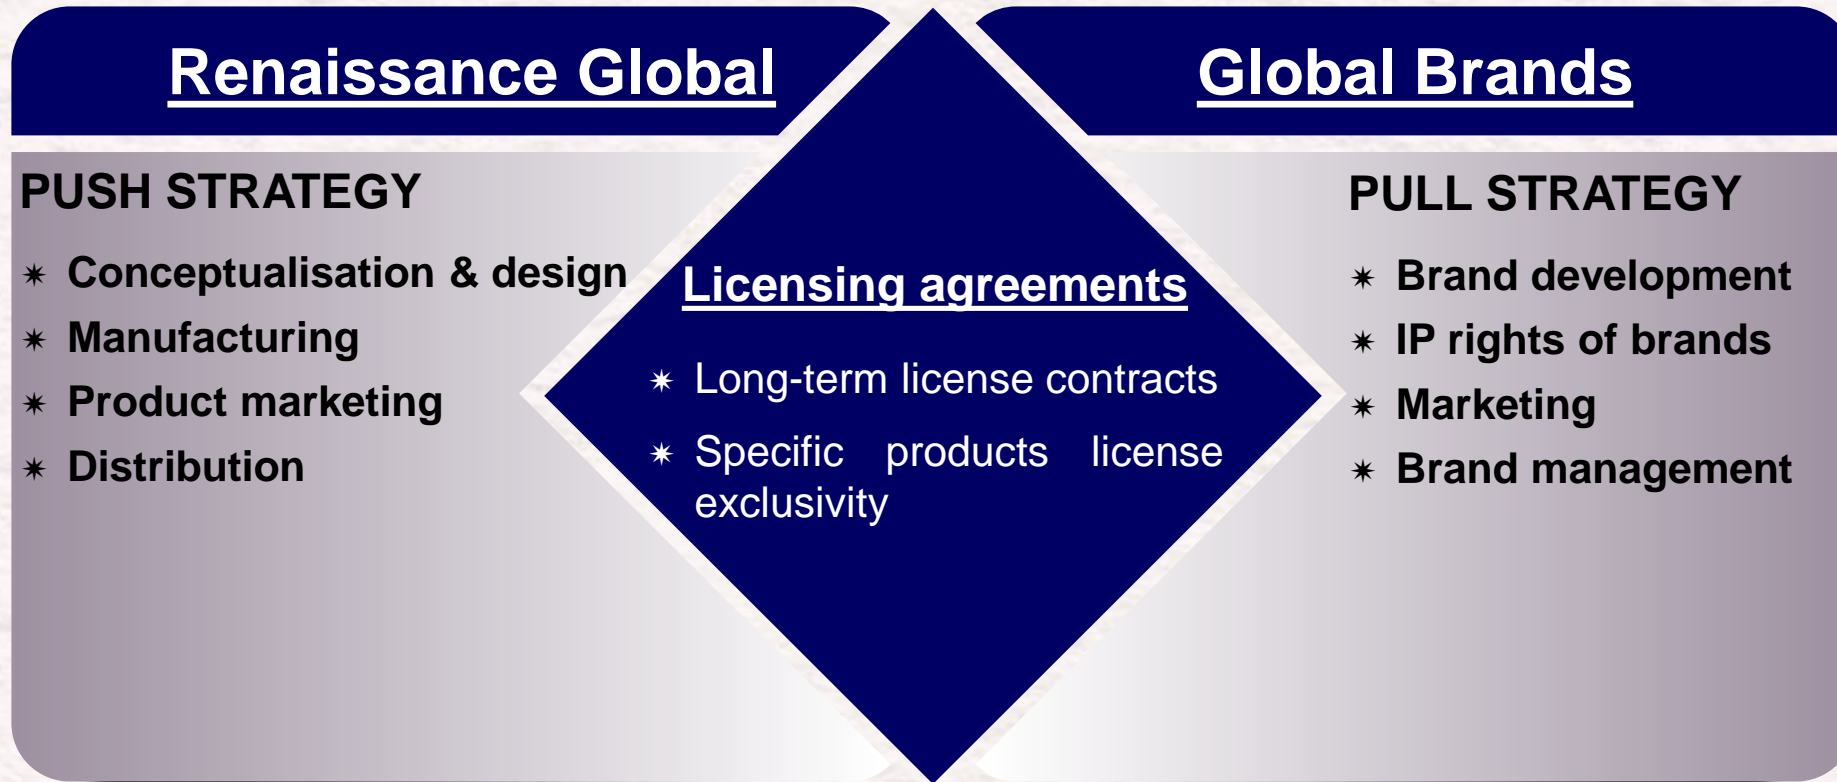 Renaissance Global
PUSH STRATEGY
✷ Conceptualisation & design
✷ Manufacturing
✷ Product marketing
✷ Distribution
Licensing agreements
✷ Long-term license contracts
✷ Specific products license
exclusivity
Global Brands
PULL STRATEGY
✷ Brand development
✷ IP rights of brands
✷ Marketing
✷ Brand management